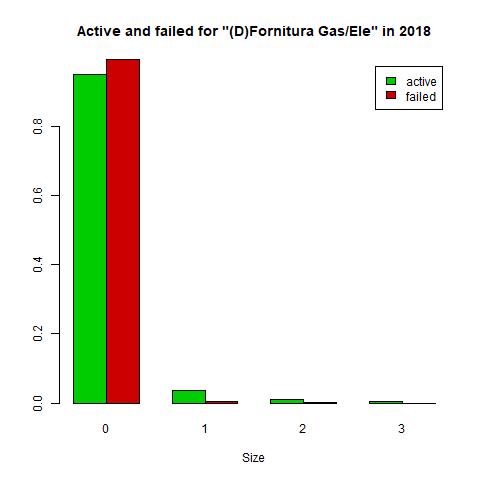 Active and failed for "(D)Fornitura Gas/Ele" in 2018
active
failed
0.8
0.6
0.4
0.2
0.0
0 1 2 3
Size